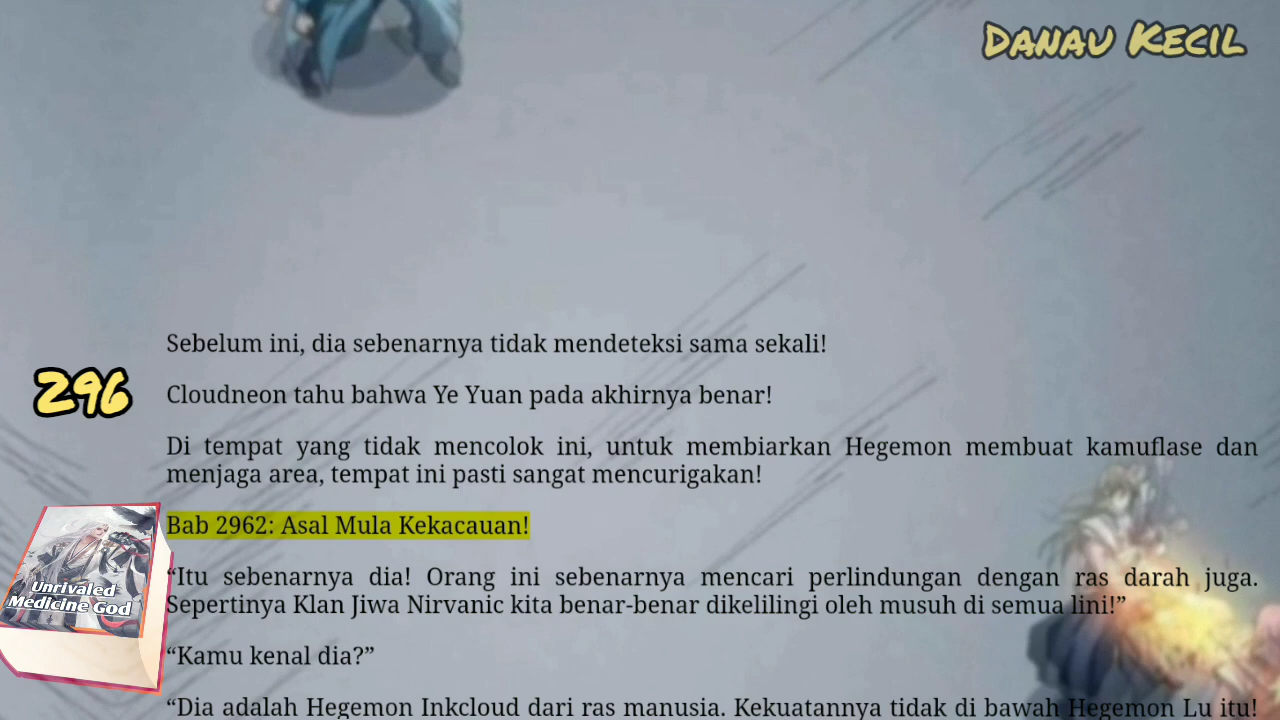 Danau Kecil
Sebelum ini, dia sebenarnya tidak mendeteksi sama sekali!
296
Cloudneon tahu bahwa Ye Yuan pada akhirnya benar!
Di tempat yang tidak mencolok ini, untuk membiarkan Hegemon membuat kamuflase dan
menjaga area, tempat ini pasti sangat mencurigakan!
Bab 2962: Asal Mula Kekacauan!
“Itu sebenarnya dia! Orang ini sebenarnya mencari perlindungan dengan ras darah juga.
Sepertinya Klan Jiwa Nirvanic kita benar-benar dikelilingi oleh musuh di semua lini!”
Unrivaled
Medicine God
“Kamu kenal dia?”
“Dia adalah Hegemon Inkcloud dari ras manusia. Kekuatannya tidak di bawah Hegemon Lu itu!